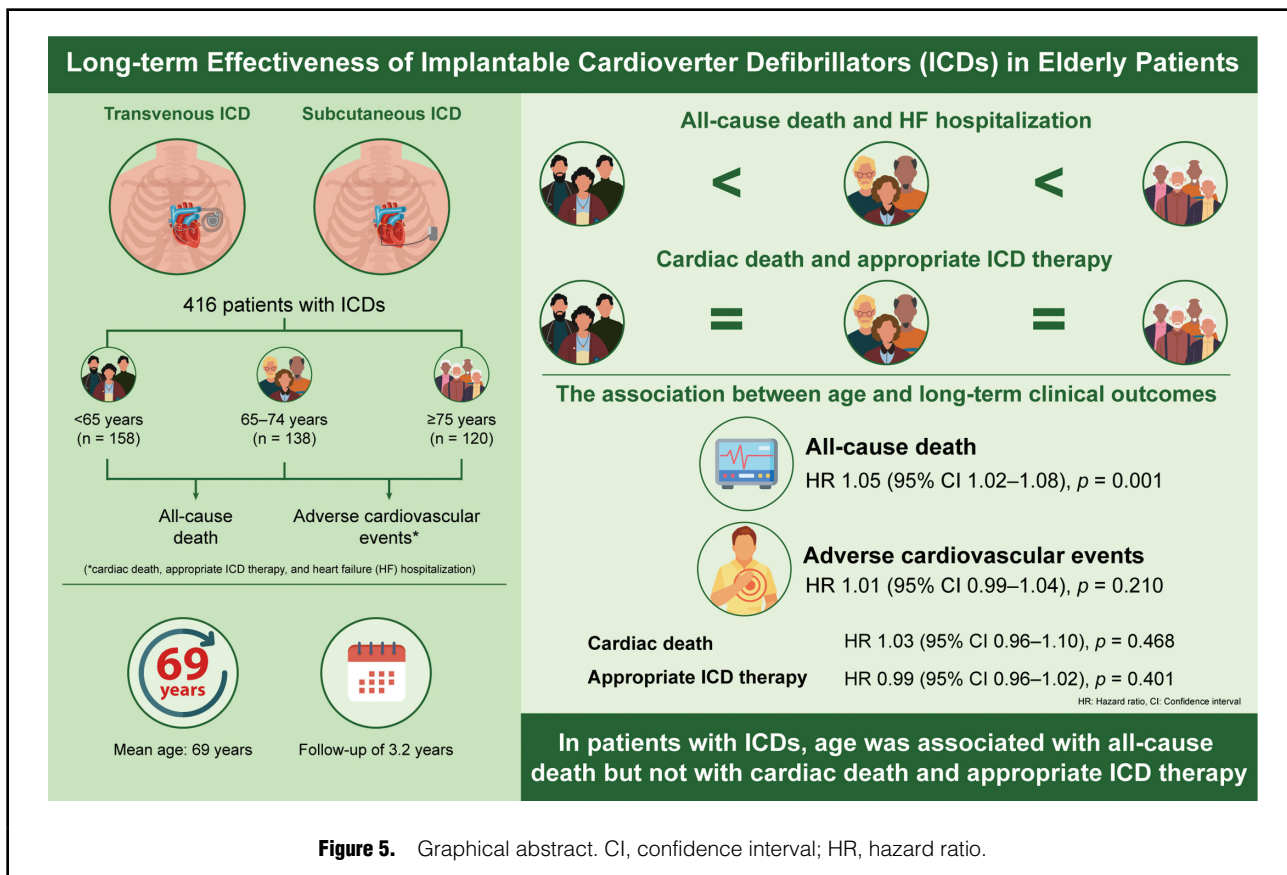 Long-term Effectiveness of Implantable Cardioverter Defibrillators (ICDs) in Elderly Patients
Transvenous ICD
Subcutaneous ICD
416 patients with ICDs
<65 years
(n = 158)
65–74 years
(n = 138)
≥75 years
(n = 120)
All-cause
death
Adverse cardiovascular
events*
(*cardiac death, appropriate ICD therapy, and heart failure (HF) hospitalization)
69
years
Mean age: 69 years
Follow-up of 3.2 years
All-cause death and HF hospitalization
< <
Cardiac death and appropriate ICD therapy
= =
The association between age and long-term clinical outcomes
All-cause death
HR 1.05 (95% CI 1.02–1.08), p = 0.001
Adverse cardiovascular events
HR 1.01 (95% CI 0.99–1.04), p = 0.210
Cardiac death HR 1.03 (95% CI 0.96–1.10), p = 0.468
Appropriate ICD therapy HR 0.99 (95% CI 0.96–1.02), p = 0.401
HR: Hazard ratio, CI: Confidence interval
In patients with ICDs, age was associated with all-cause
death but not with cardiac death and appropriate ICD therapy
Figure 5. Graphical abstract. CI, confidence interval; HR, hazard ratio.